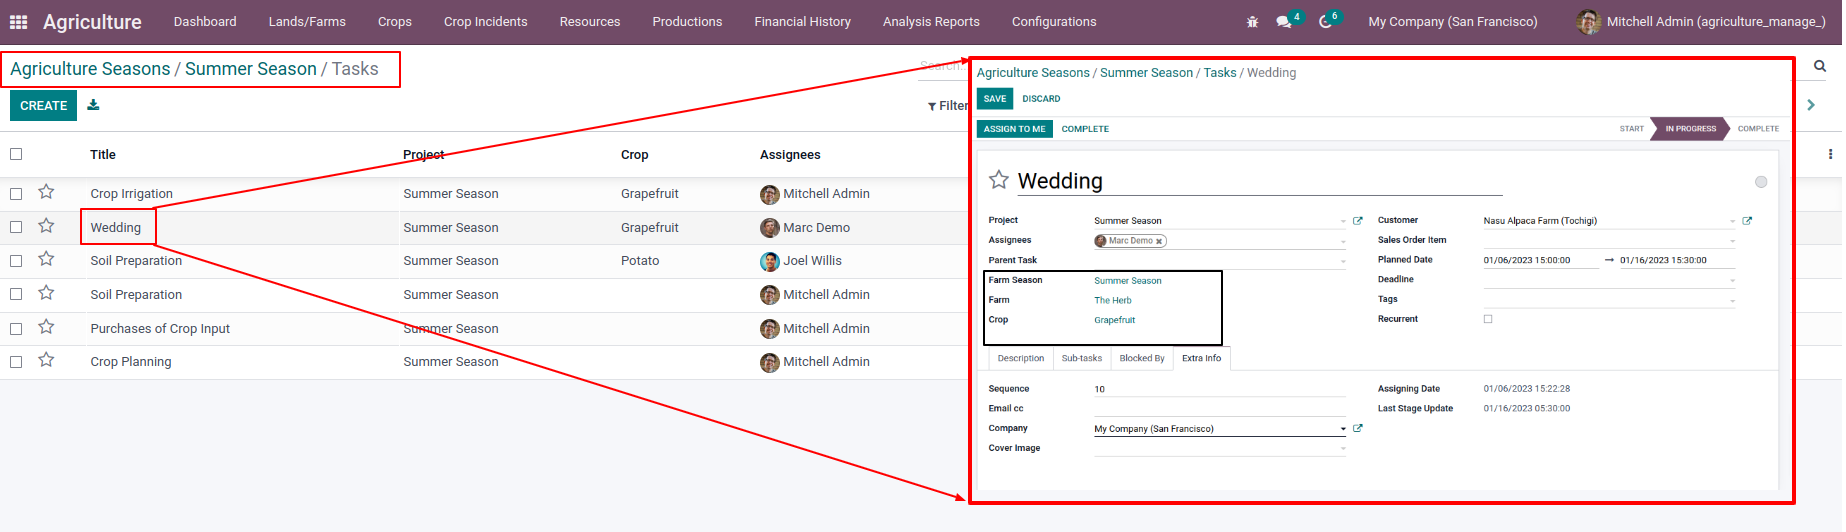 Agriculture Dashboard Lands/Farms Crops Crop Incidents Resources Productions Financial History Analysis Reports Configurations 4 6 My Company (San Francisco) Mitchell Admin (agriculture_manage_)
Agriculture Seasons / Summer Season / Tasks
Search.
CREATE
Filter
Title Project Crop Assignees
Crop Irrigation Summer Season Grapefruit Mitchell Admin
Wedding Summer Season Grapefruit Marc Demo
Soil Preparation Summer Season Potato Joel Willis
Soil Preparation Summer Season Mitchell Admin
Purchases of Crop Input Summer Season Mitchell Admin
Crop Planning Summer Season Mitchell Admin
Agriculture Seasons / Summer Season / Tasks / Wedding
SAVE DISCARD
ASSIGN TO ME COMPLETE START IN PROGRESS COMPLETE
Wedding
Project Summer Season Customer Nasu Alpaca Farm (Tochigi)
Assignees Marc Demo × Sales Order Item
Parent Task Planned Date 01/06/2023 15:00:00 → 01/16/2023 15:30:00
Farm Season Summer Season Deadline
Farm The Herb Tags
Crop Grapefruit Recurrent
Description Sub-tasks Blocked By Extra Info
Sequence 10 Assigning Date 01/06/2023 15:22:28
Email cc Last Stage Update 01/16/2023 05:30:00
Company My Company (San Francisco)
Cover Image